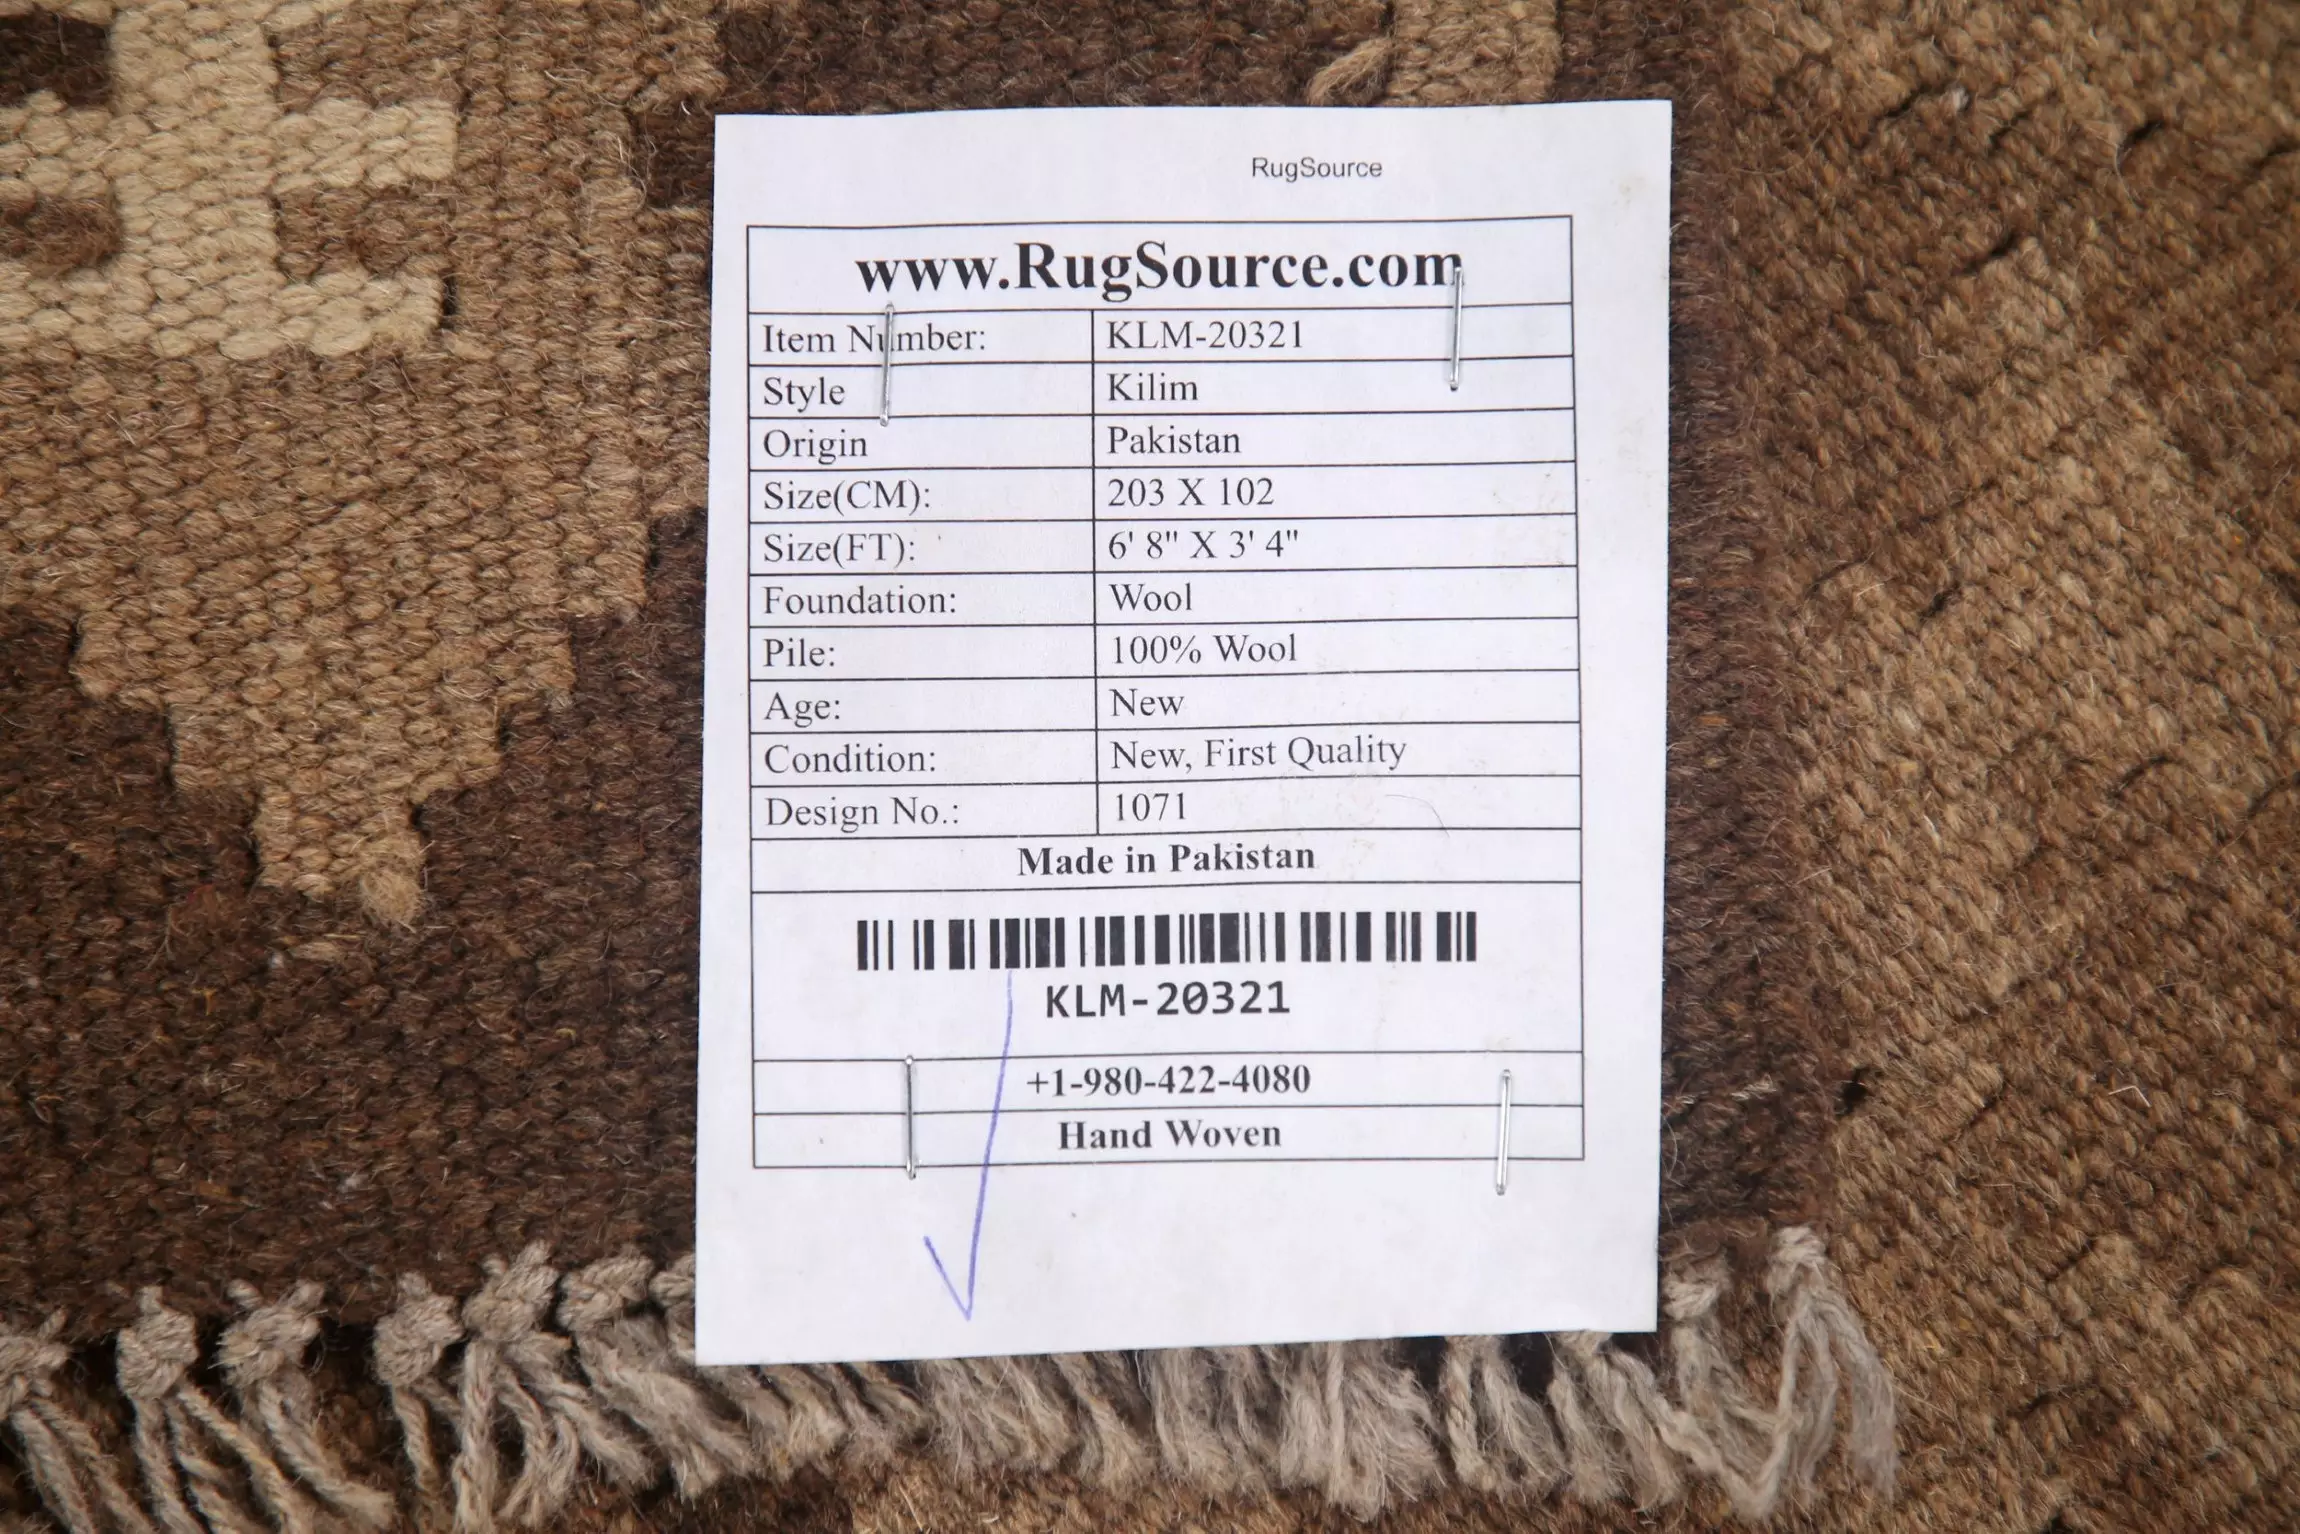 RugSource
www.RugSource.com
Item Number: KLM-20321
Style Kilim
Origin Pakistan
Size(CM): 203 X 102
Size(FT): 6' 8" X 3' 4"
Foundation: Wool
Pile: 100% Wool
Age: New
Condition: New, First Quality
Design No.: 1071
Made in Pakistan
KLM-20321
+1-980-422-4080
Hand Woven